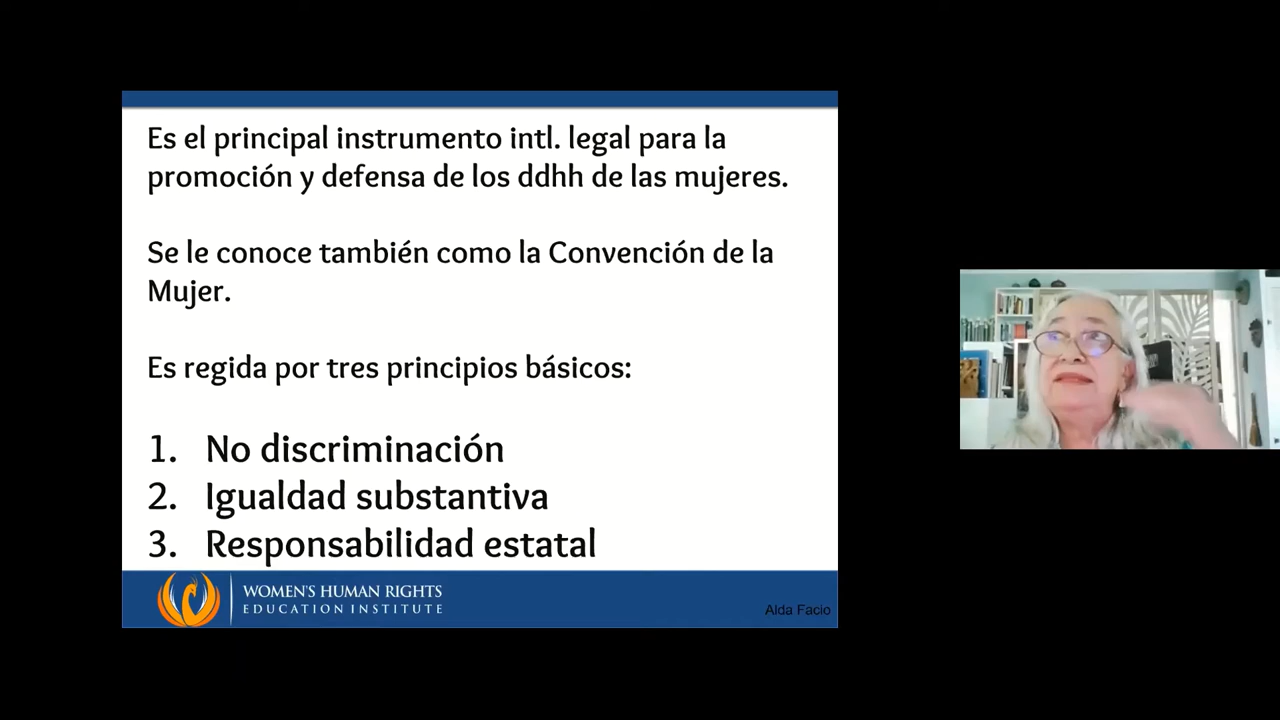 Es el principal instrumento intl. legal para la
promoción y defensa de los ddhh de las mujeres.
Se le conoce también como la Convención de la
Mujer.
Es regida por tres principios básicos:
1. No discriminación
2. Igualdad substantiva
3. Responsabilidad estatal
WOMEN'S HUMAN RIGHTS
EDUCATION INSTITUTE
Alda Facio